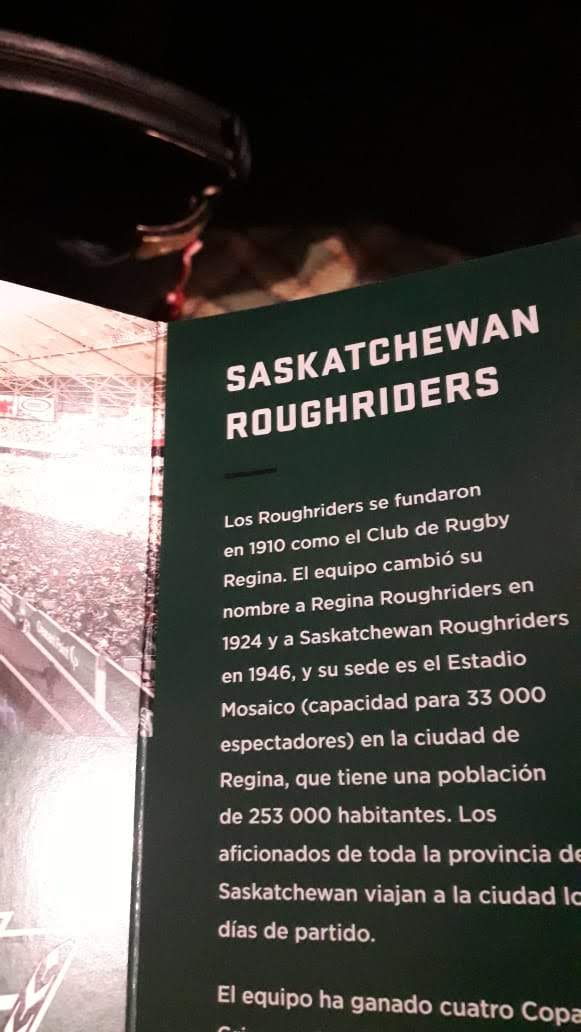 SASKATCHEWAN
ROUGHRIDERS
Los Roughriders se fundaron
en 1910 como el Club de Rugby
Regina. El equipo cambió su
nombre a Regina Roughriders en
1924 y a Saskatchewan Roughriders
en 1946, y su sede es el Estadio
Mosaico (capacidad para 33 000
espectadores) en la ciudad de
Regina, que tiene una población
de 253 000 habitantes. Los
aficionados de toda la provincia de
Saskatchewan viajan a la ciudad lo
días de partido.
El equipo ha ganado cuatro Copa